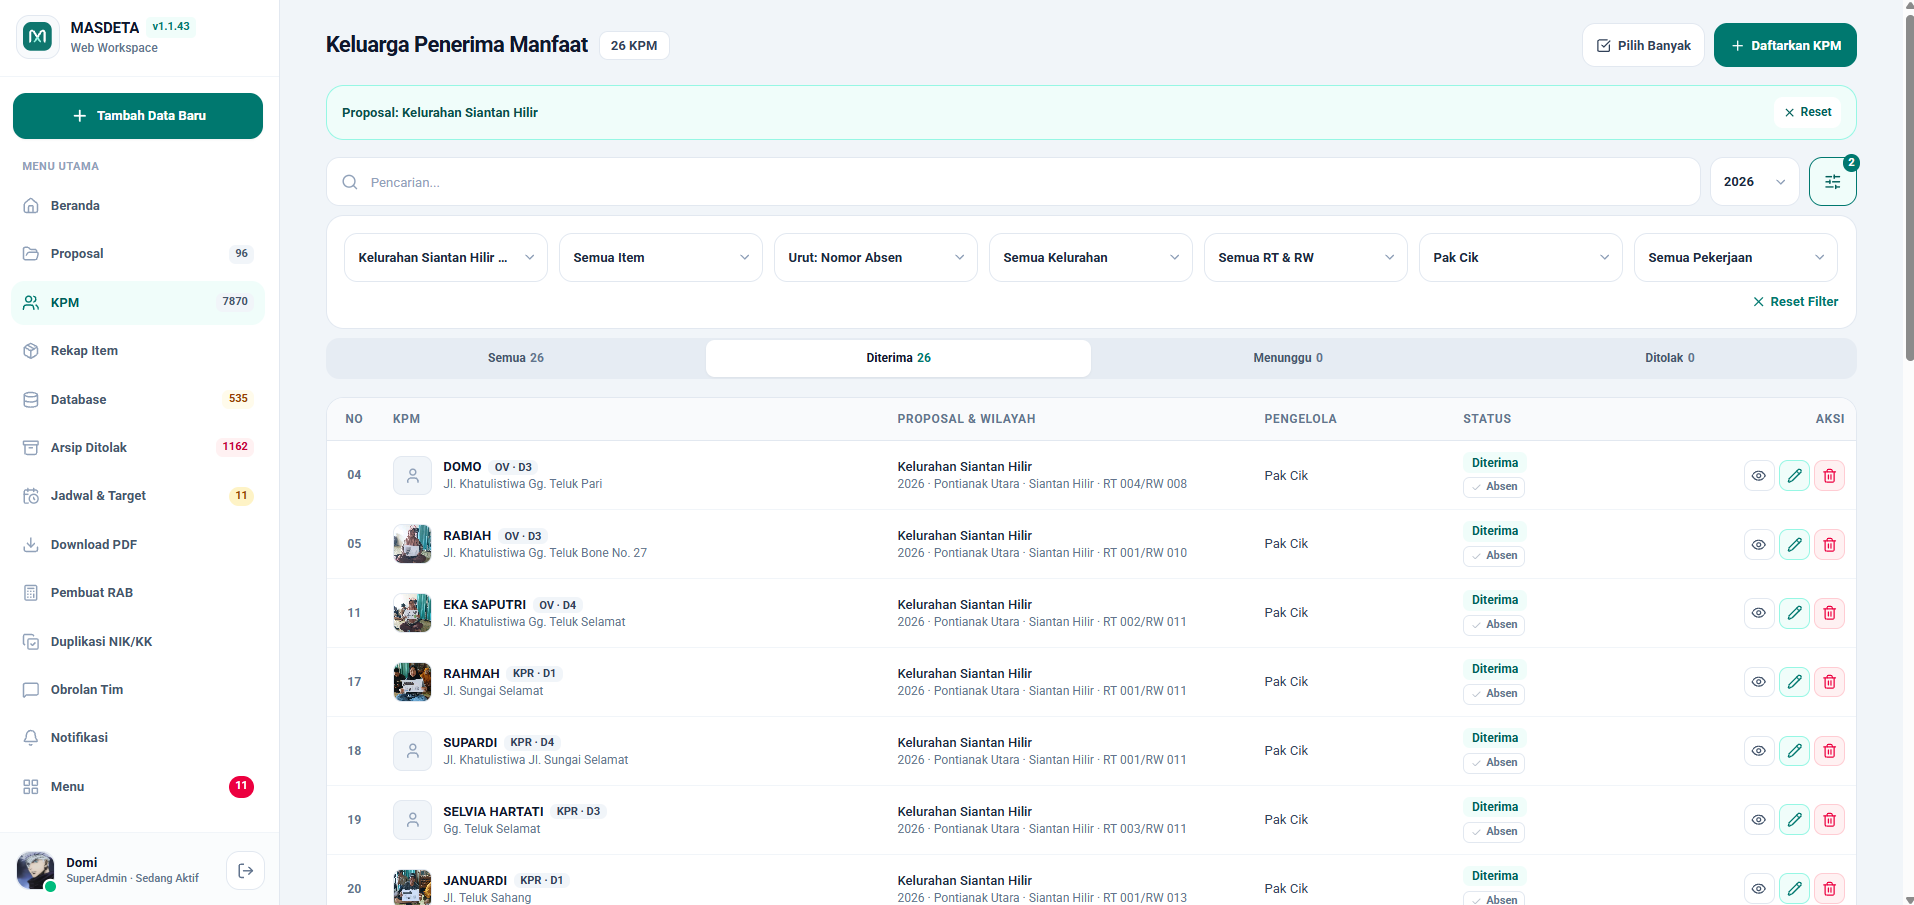 MASDETA v1.1.43
Web Workspace
Tambah Data Baru
MENU UTAMA
Beranda
Proposal 96
KPM 7870
Rekap Item
Database 535
Arsip Ditolak 1162
Jadwal & Target 11
Download PDF
Pembuat RAB
Duplikasi NIK/KK
Obrolan Tim
Notifikasi
Menu 11
Domi
SuperAdmin · Sedang Aktif
Keluarga Penerima Manfaat 26 KPM
Pilih Banyak
Daftarkan KPM
Proposal: Kelurahan Siantan Hilir
Reset
Pencarian...
2026
2
Kelurahan Siantan Hilir ...
Semua Item
Urut: Nomor Absen
Semua Kelurahan
Semua RT & RW
Pak Cik
Semua Pekerjaan
Reset Filter
Semua 26
Diterima 26
Menunggu 0
Ditolak 0
NO KPM PROPOSAL & WILAYAH PENGELOLA STATUS AKSI
04 DOMO OV · D3 Kelurahan Siantan Hilir Pak Cik Diterima
Jl. Khatulistiwa Gg. Teluk Pari 2026 · Pontianak Utara · Siantan Hilir · RT 004/RW 008 Absen
05 RABIAH OV · D3 Kelurahan Siantan Hilir Pak Cik Diterima
Jl. Khatulistiwa Gg. Teluk Bone No. 27 2026 · Pontianak Utara · Siantan Hilir · RT 001/RW 010 Absen
11 EKA SAPUTRI OV · D4 Kelurahan Siantan Hilir Pak Cik Diterima
Jl. Khatulistiwa Gg. Teluk Selamat 2026 · Pontianak Utara · Siantan Hilir · RT 002/RW 011 Absen
17 RAHMAH KPR · D1 Kelurahan Siantan Hilir Pak Cik Diterima
Jl. Sungai Selamat 2026 · Pontianak Utara · Siantan Hilir · RT 001/RW 011 Absen
18 SUPARDI KPR · D4 Kelurahan Siantan Hilir Pak Cik Diterima
Jl. Khatulistiwa Jl. Sungai Selamat 2026 · Pontianak Utara · Siantan Hilir · RT 001/RW 011 Absen
19 SELVIA HARTATI KPR · D3 Kelurahan Siantan Hilir Pak Cik Diterima
Gg. Teluk Selamat 2026 · Pontianak Utara · Siantan Hilir · RT 003/RW 011 Absen
20 JANUARDI KPR · D1 Kelurahan Siantan Hilir Pak Cik Diterima
Jl. Teluk Sahang 2026 · Pontianak Utara · Siantan Hilir · RT 001/RW 013 Absen